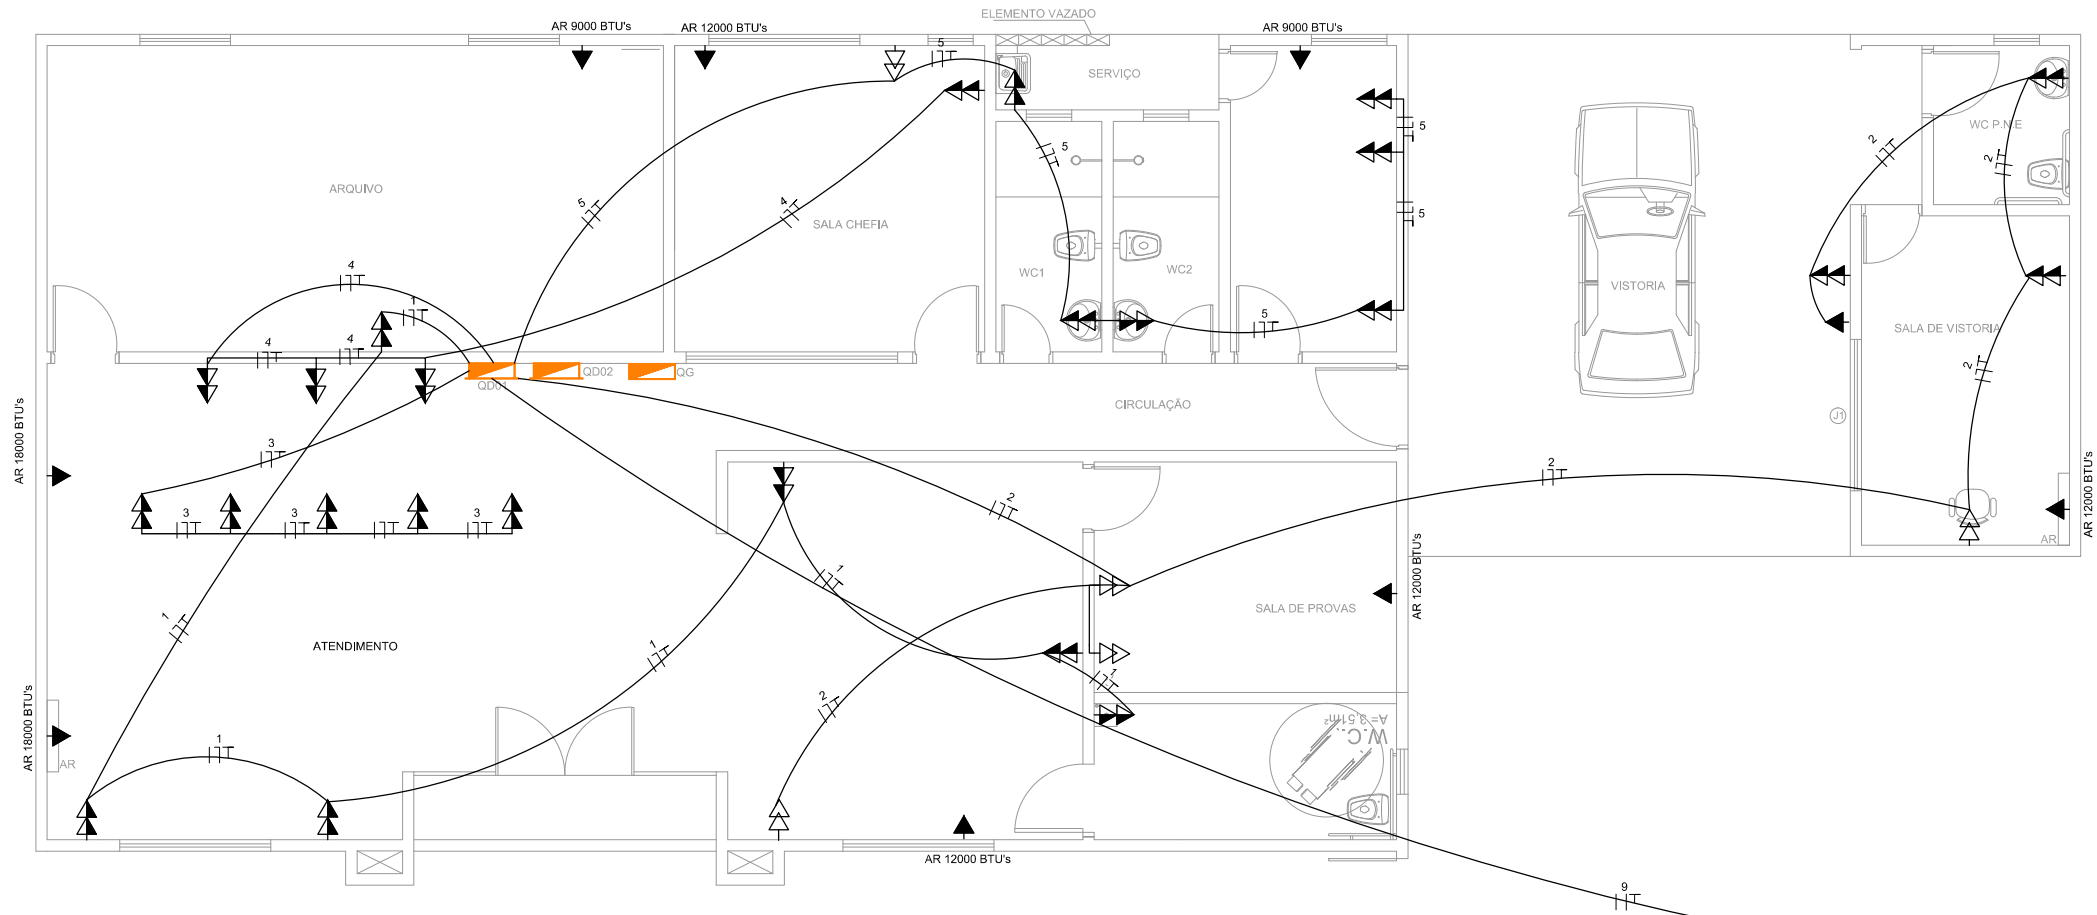 ELEMENTO VAZADO
AR 9000 BTU's
AR 12000 BTU's
AR 9000 BTU's
5
SERVIÇO
5
5
2
WC P.N.E
2
ARQUIVO
5
4
SALA CHEFIA
5
WC1
WC2
4
1
VISTORIA
5
SALA DE VISTORIA
4
4
2
QD01
QD02
QG
CIRCULAÇÃO
J1
AR 18000 BTU's
3
2
2
AR 12000 BTU's
3
3
3
AR
1
AR 12000 BTU's
1
SALA DE PROVAS
1
ATENDIMENTO
1
2
A= 3,51m²
W.C.
AR 18000 BTU's
1
AR
AR 12000 BTU's
9